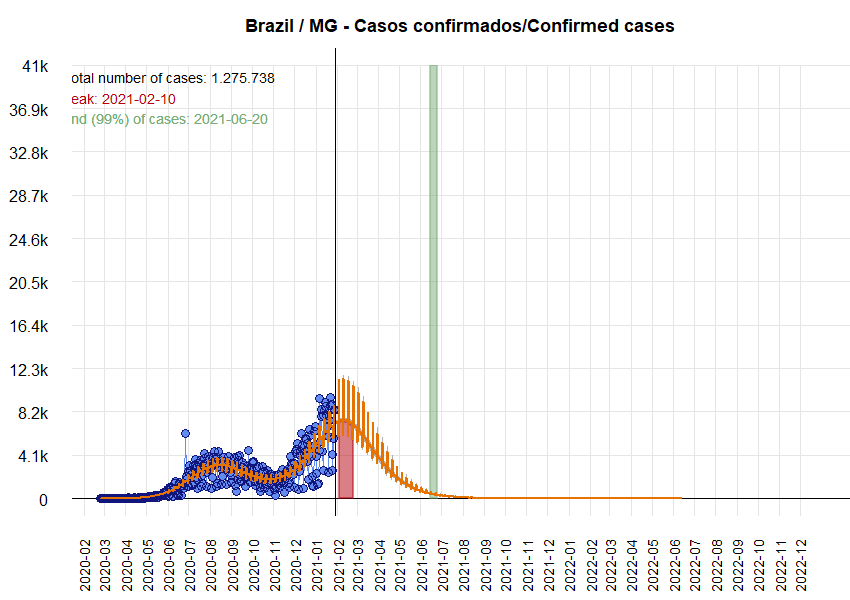 Brazil / MG - Casos confirmados/Confirmed cases
otal number of cases: 1.275.738
eak: 2021-02-10
nd (99%) of cases: 2021-06-20
41k
36.9k
32.8k
28.7k
24.6k
20.5k
16.4k
12.3k
8.2k
4.1k
0
2020-02
2020-03
2020-04
2020-05
2020-06
2020-07
2020-08
2020-09
2020-10
2020-11
2020-12
2021-01
2021-02
2021-03
2021-04
2021-05
2021-06
2021-07
2021-08
2021-09
2021-10
2021-11
2021-12
2022-01
2022-02
2022-03
2022-04
2022-05
2022-06
2022-07
2022-08
2022-09
2022-10
2022-11
2022-12